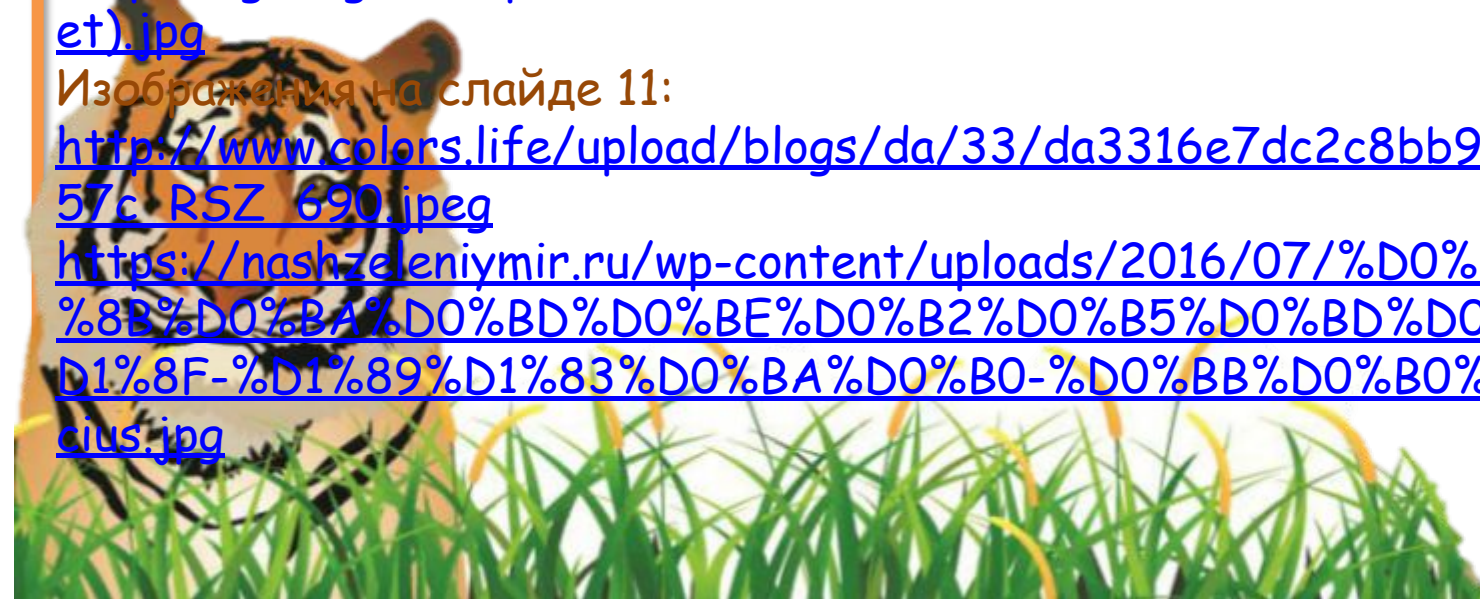 et).jpg
Изображения на слайде 11:
http://www.colors.life/upload/blogs/da/33/da3316e7dc2c8bb9
57c_RSZ_690.jpeg
https://nashzeleniymir.ru/wp-content/uploads/2016/07/%D0%
%8B%D0%BA%D0%BD%D0%BE%D0%B2%D0%B5%D0%BD%D0
D1%8F-%D1%89%D1%83%D0%BA%D0%B0-%D0%BB%D0%B0%
cius.jpg